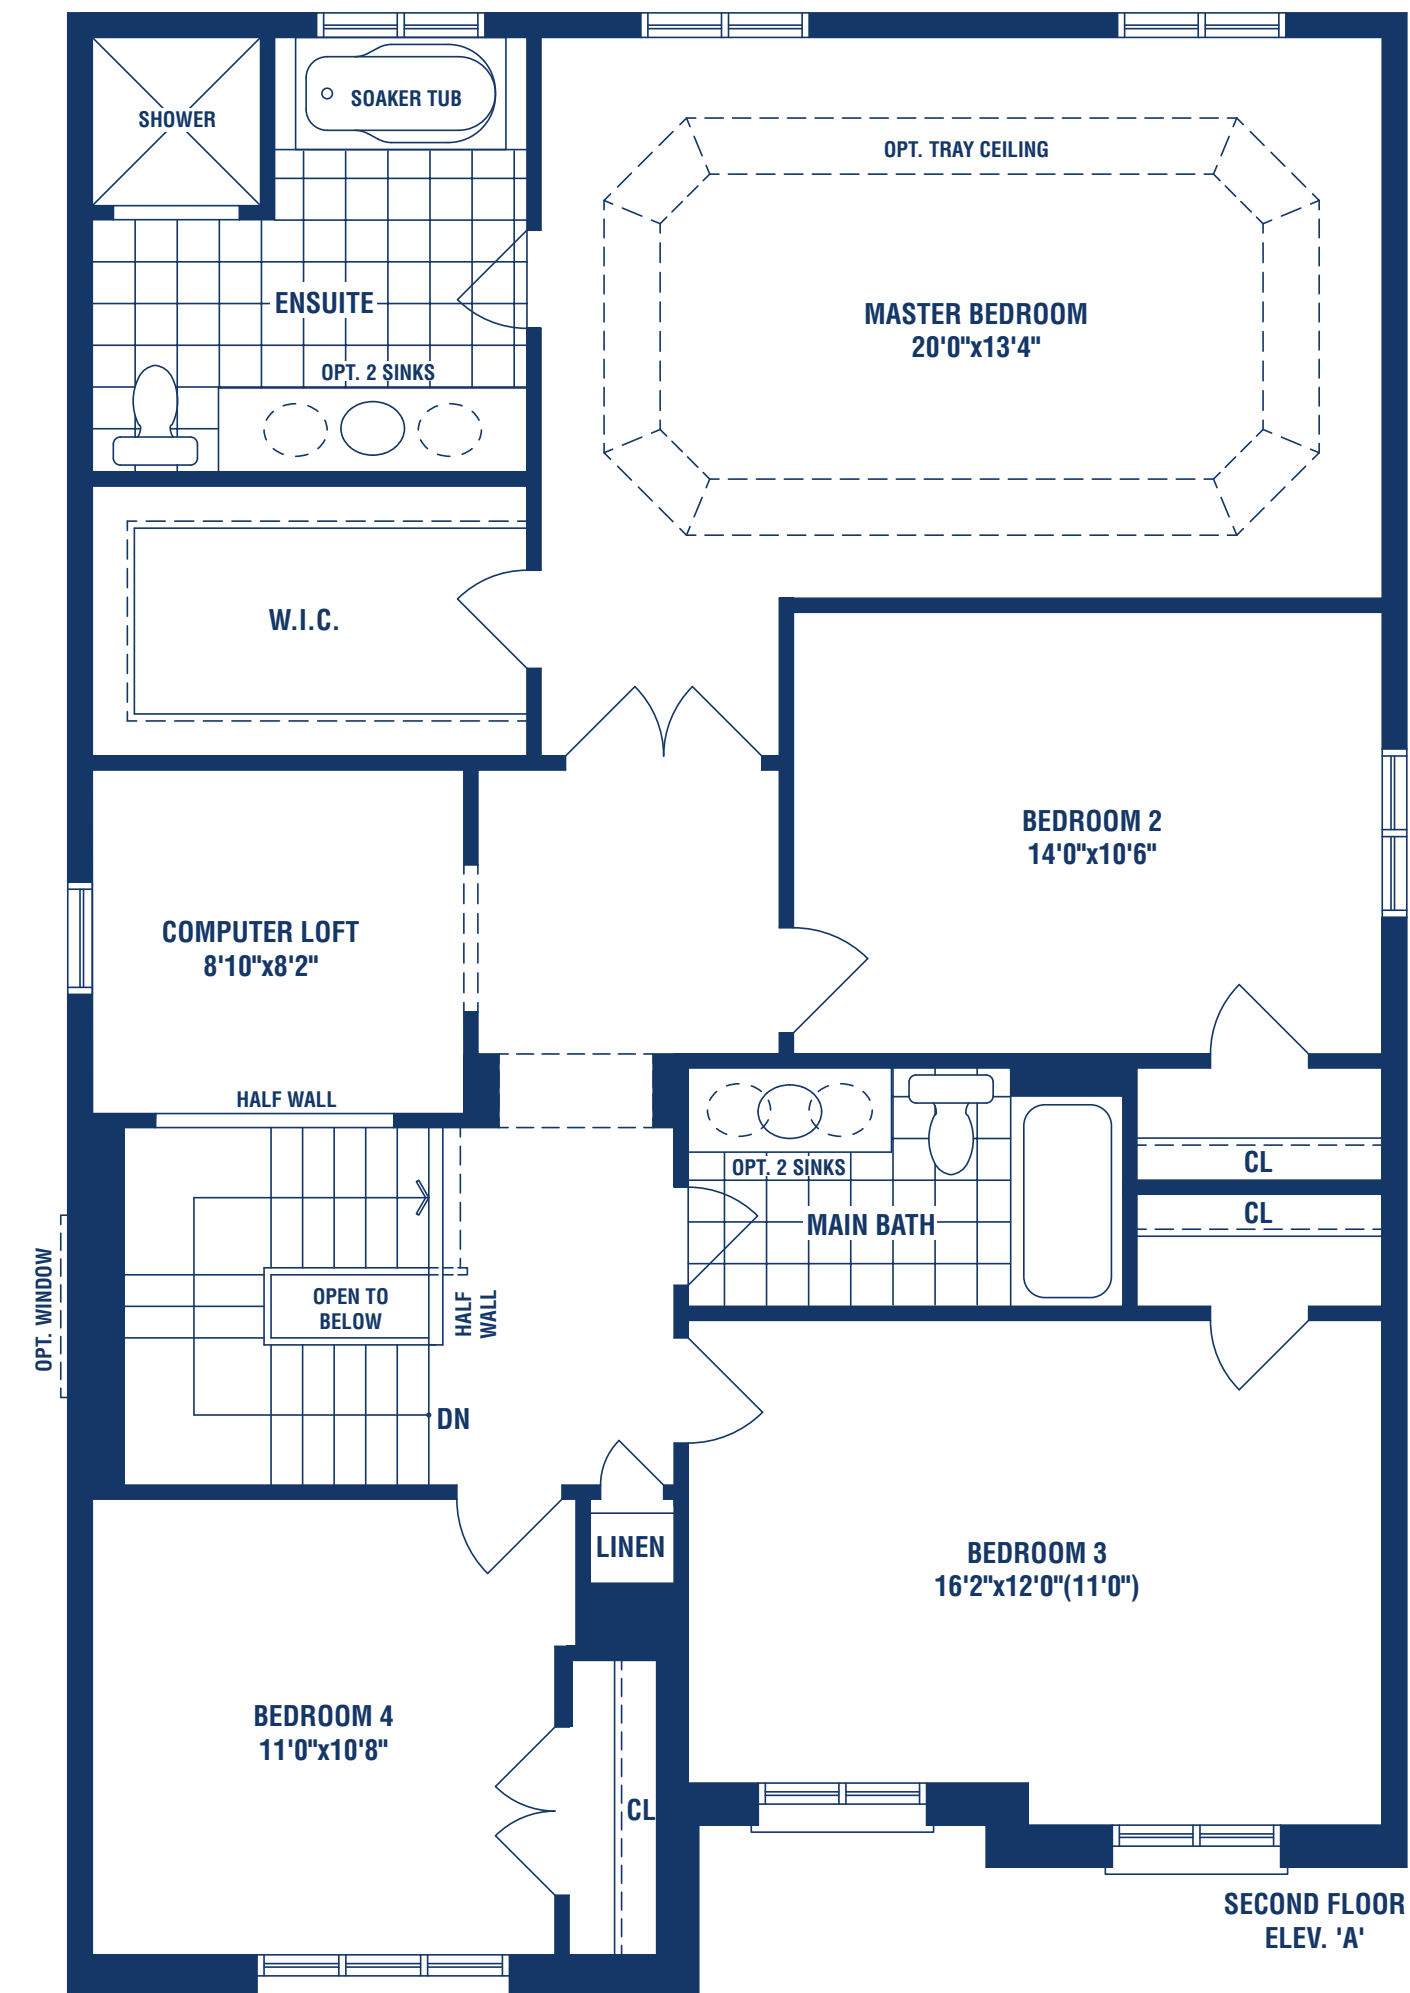 SHOWER
SOAKER TUB
OPT. TRAY CEILING
ENSUITE
MASTER BEDROOM
20'0"x13'4"
OPT. 2 SINKS
W.I.C.
BEDROOM 2
14'0"x10'6"
COMPUTER LOFT
8'10"x8'2"
HALF WALL
OPT. 2 SINKS
CL
MAIN BATH
CL
OPT. WINDOW
OPEN TO
BELOW
HALF
WALL
DN
LINEN
BEDROOM 3
16'2"x12'0"(11'0")
BEDROOM 4
11'0"x10'8"
CL
SECOND FLOOR
ELEV. 'A'